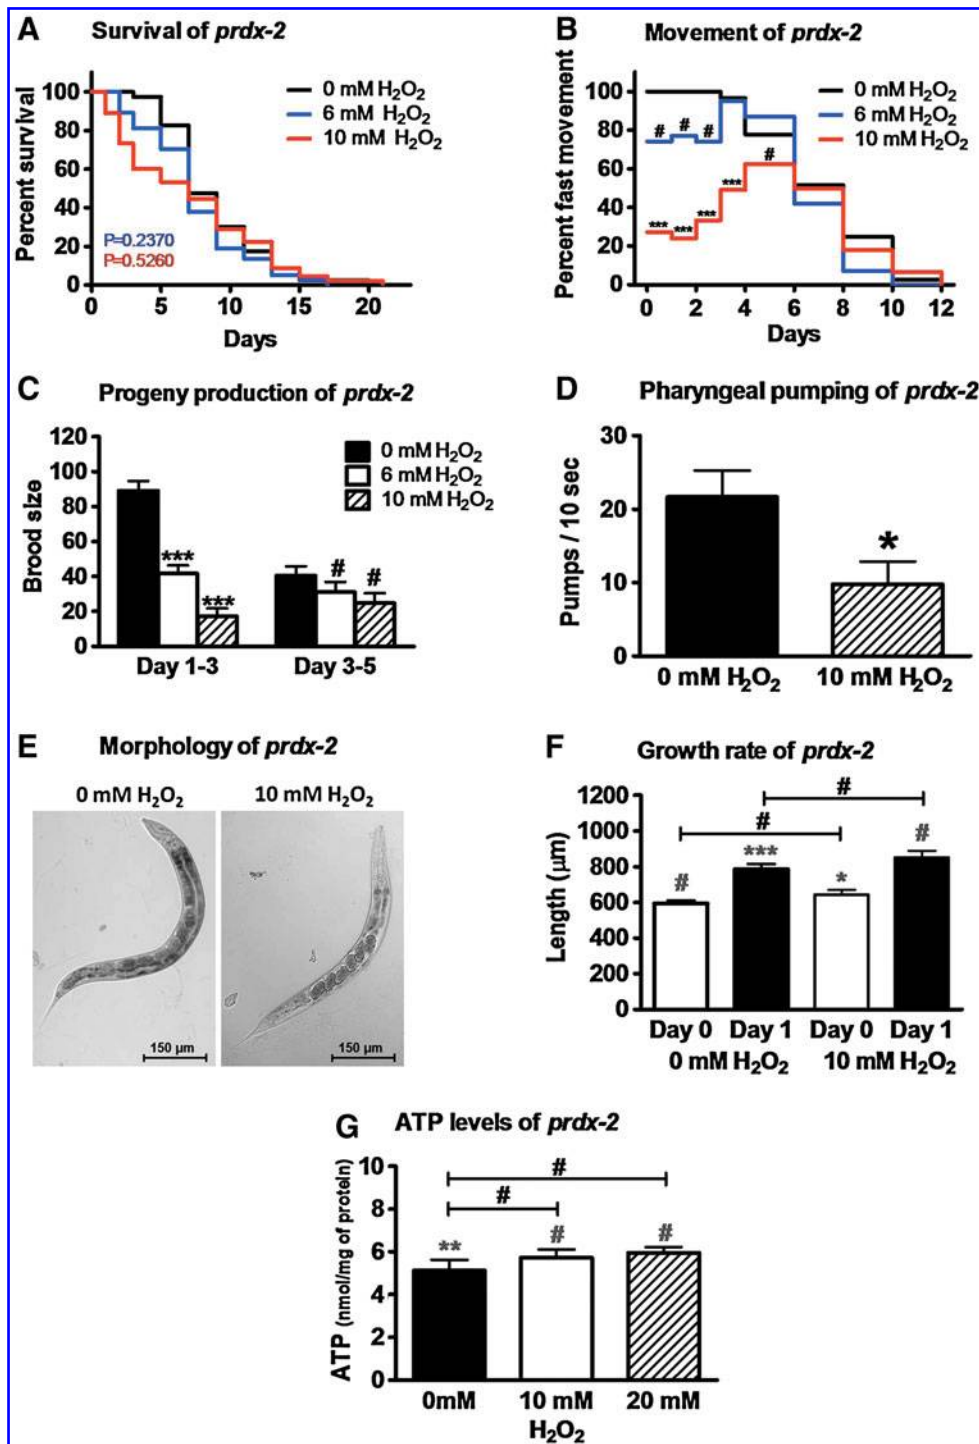 A Survival of prdx-2
Percent survival
100
80
60
40
20
0
0 mM H₂O₂
6 mM H₂O₂
10 mM H₂O₂
P=0.2370
P=0.5260
0 5 10 15 20
Days
B Movement of prdx-2
Percent fast movement
100
80
60
40
20
0
0 mM H₂O₂
6 mM H₂O₂
10 mM H₂O₂
# # #
#
*** *** *** ***
0 2 4 6 8 10 12
Days
C Progeny production of prdx-2
Brood size
120
100
80
60
40
20
0
0 mM H₂O₂
6 mM H₂O₂
10 mM H₂O₂
*** *** # #
Day 1-3 Day 3-5
D Pharyngeal pumping of prdx-2
Pumps / 10 sec
30
20
10
0
*
0 mM H₂O₂ 10 mM H₂O₂
E Morphology of prdx-2
0 mM H₂O₂ 10 mM H₂O₂
150 µm 150 µm
F Growth rate of prdx-2
Length (µm)
1200
1000
800
600
400
200
0
#
#
# *** * #
Day 0 Day 1 Day 0 Day 1
0 mM H₂O₂ 10 mM H₂O₂
G ATP levels of prdx-2
ATP (nmol/mg of protein)
10
8
6
4
2
0
#
#
** # #
0mM 10 mM 20 mM
H₂O₂